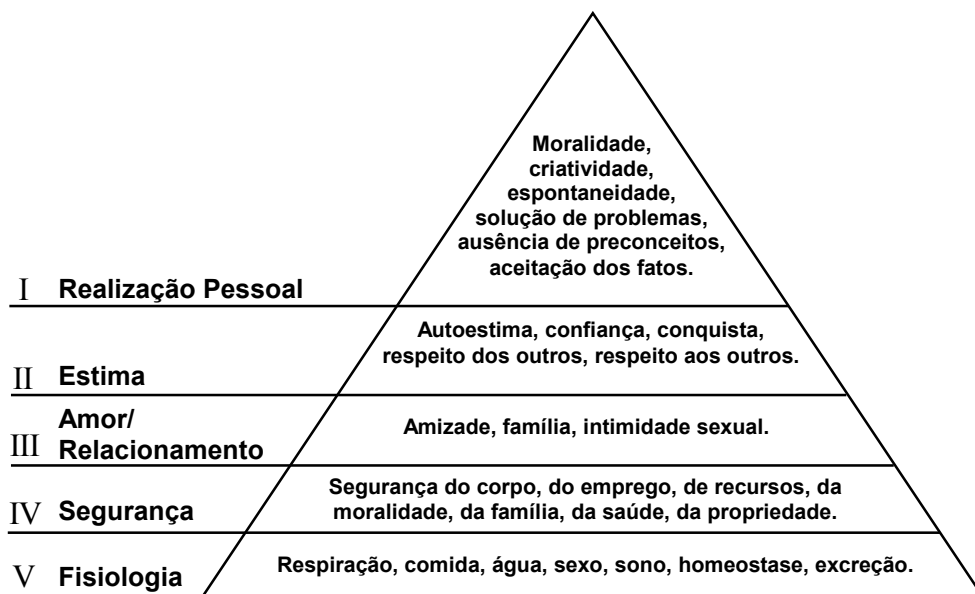 Moralidade,
criatividade,
espontaneidade,
solução de problemas,
ausência de preconceitos,
aceitação dos fatos.
I Realização Pessoal
Autoestima, confiança, conquista,
respeito dos outros, respeito aos outros.
II Estima
Amor/
III Relacionamento
Amizade, família, intimidade sexual.
Segurança do corpo, do emprego, de recursos, da
moralidade, da família, da saúde, da propriedade.
IV Segurança
Respiração, comida, água, sexo, sono, homeostase, excreção.
V Fisiologia